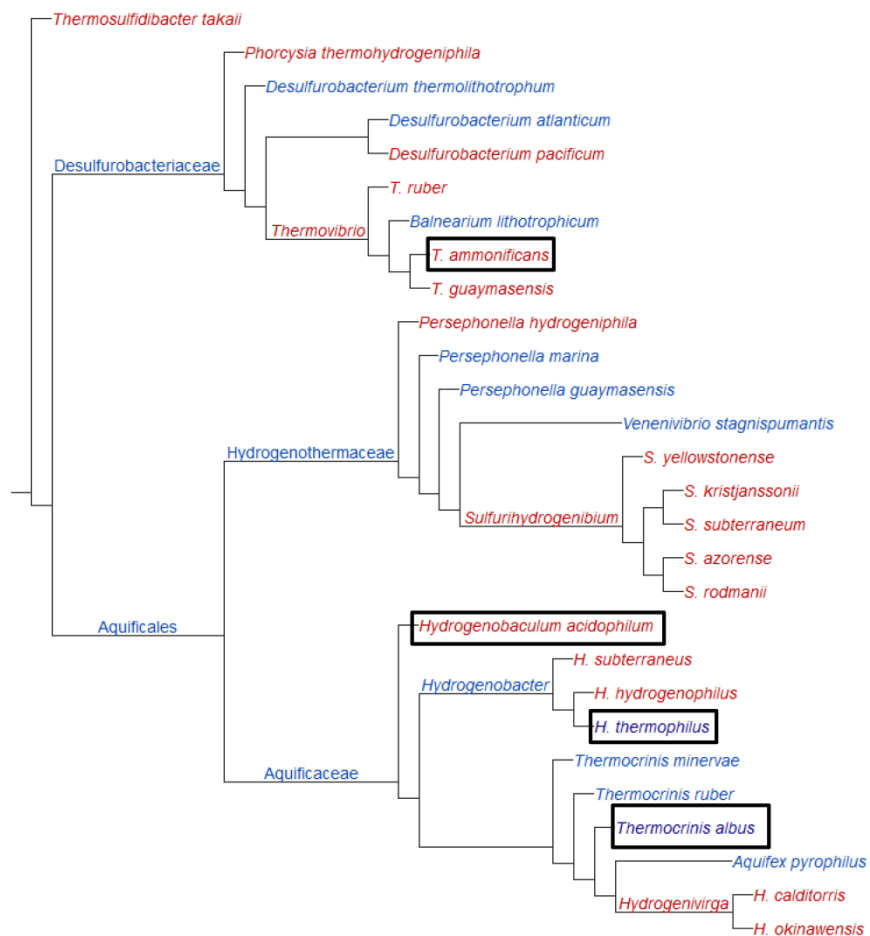 Thermosulfidibacter takaii
Phorcysia thermohydrogeniphila
Desulfurobacterium thermolithotrophum
Desulfurobacterium atlanticum
Desulfurobacteriaceae
Desulfurobacterium pacificum
T. ruber
Balnearium lithotrophicum
Thermovibrio
T. ammonificans
T. guaymasensis
Persephonella hydrogeniphila
Persephonella marina
Persephonella guaymasensis
Venenivibrio stagnispumantis
Hydrogenothermaceae
S. yellowstonense
S. kristjanssonii
Sulfurihydrogenibium
S. subterraneum
S. azorense
S. rodmanii
Aquificales
Hydrogenobaculum acidophilum
H. subterraneus
Hydrogenobacter
H. hydrogenophilus
H. thermophilus
Thermocrinis minervae
Aquificaceae
Thermocrinis ruber
Thermocrinis albus
Aquifex pyrophilus
H. calditorris
Hydrogenivirga
H. okinawensis